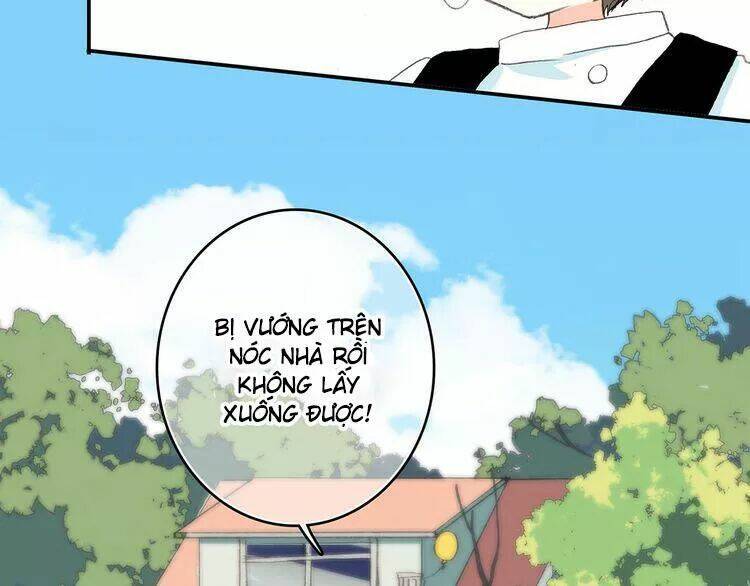 BỊ VƯỚNG TRÊN
NÓC NHÀ RỒI
KHÔNG LẤY
XUỐNG ĐƯỢC!